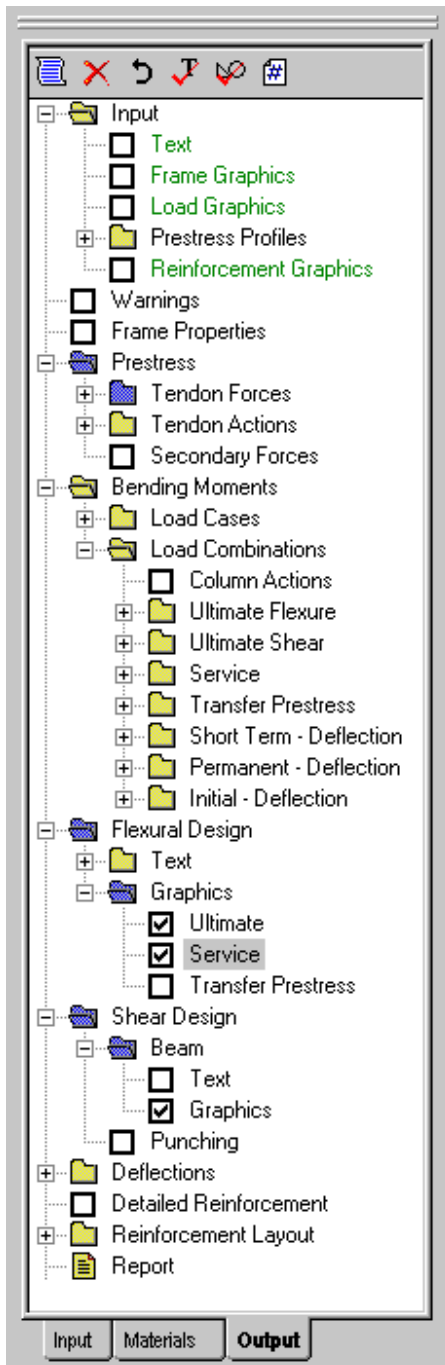 Input
Text
Frame Graphics
Load Graphics
Prestress Profiles
Reinforcement Graphics
Warnings
Frame Properties
Prestress
Tendon Forces
Tendon Actions
Secondary Forces
Bending Moments
Load Cases
Load Combinations
Column Actions
Ultimate Flexure
Ultimate Shear
Service
Transfer Prestress
Short Term - Deflection
Permanent - Deflection
Initial - Deflection
Flexural Design
Text
Graphics
Ultimate
Service
Transfer Prestress
Shear Design
Beam
Text
Graphics
Punching
Deflections
Detailed Reinforcement
Reinforcement Layout
Report
Input Materials Output